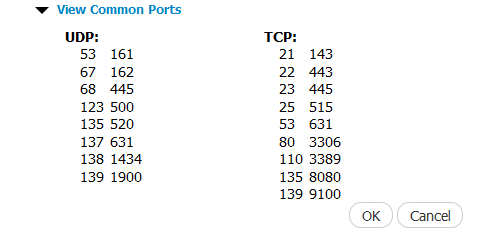 View Common Ports
UDP: TCP:
53 161 21 143
67 162 22 443
68 445 23 445
123 500 25 515
135 520 53 631
137 631 80 3306
138 1434 110 3389
139 1900 135 8080
139 9100
OK Cancel